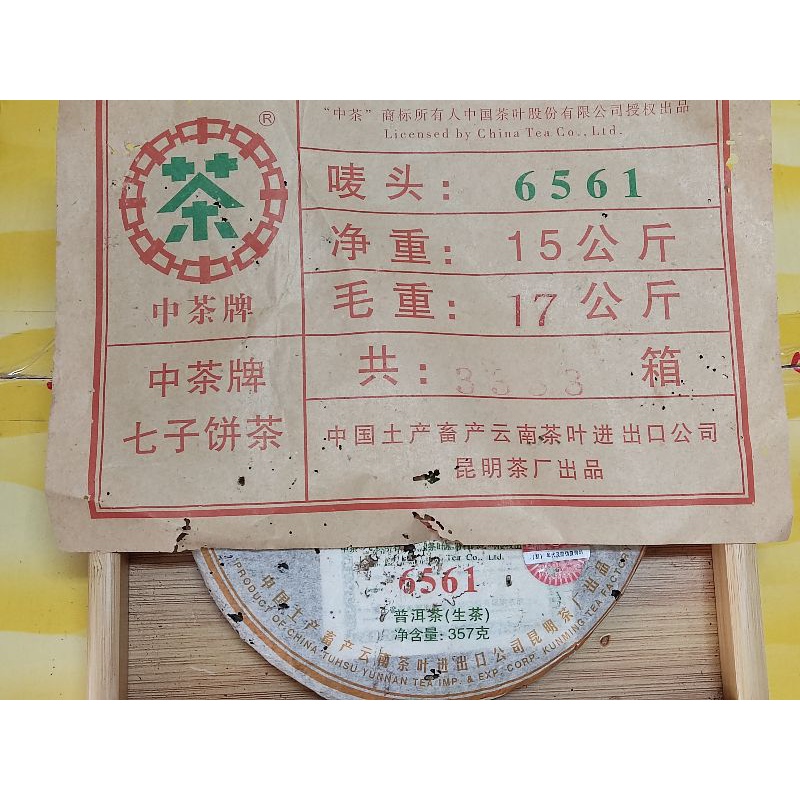 “中茶”商标所有人中国茶叶股份有限公司授权出品
Licensed by China Tea Co., Ltd.
茶
®
中茶牌
唛头： 6561
净重： 15公斤
毛重： 17公斤
共： 3333 箱
中茶牌
七子饼茶
中国土产畜产云南茶叶进出口公司
昆明茶厂出品
Tea Co., Ltd.
6561
普洱茶(生茶)
净含量: 357克
中国土产畜产云南茶叶进出口公司昆明茶厂出品
PRODUCT OF CHINA TUHSU YUNNAN TEA IMP. & EXP. CORP. KUNMING TEA FACTORY